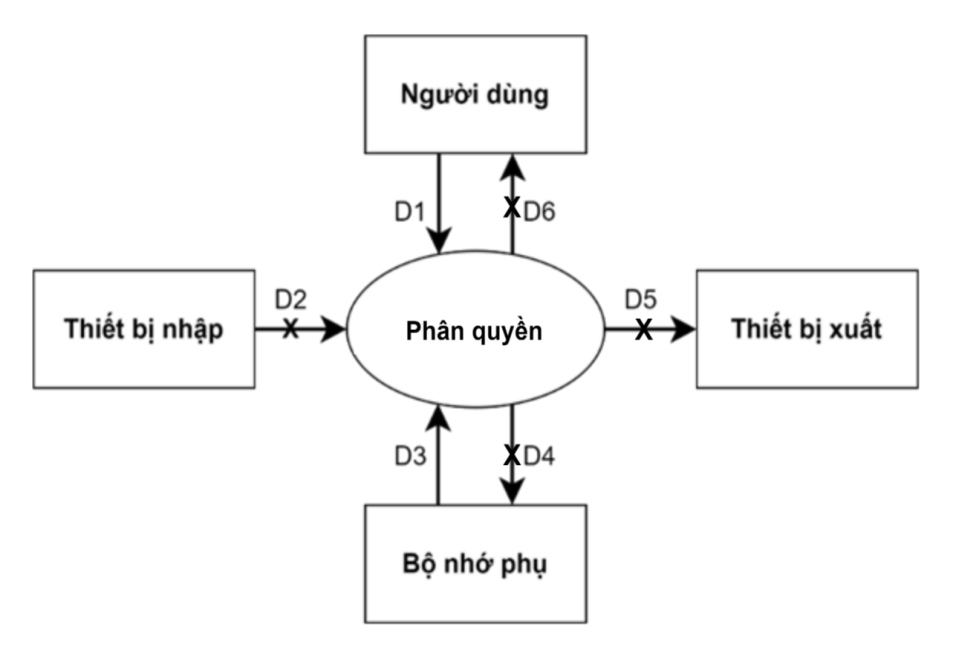 Người dùng
D1
X D6
Thiết bị nhập
D2
X
Phân quyền
D5
X
Thiết bị xuất
D3
X D4
Bộ nhớ phụ